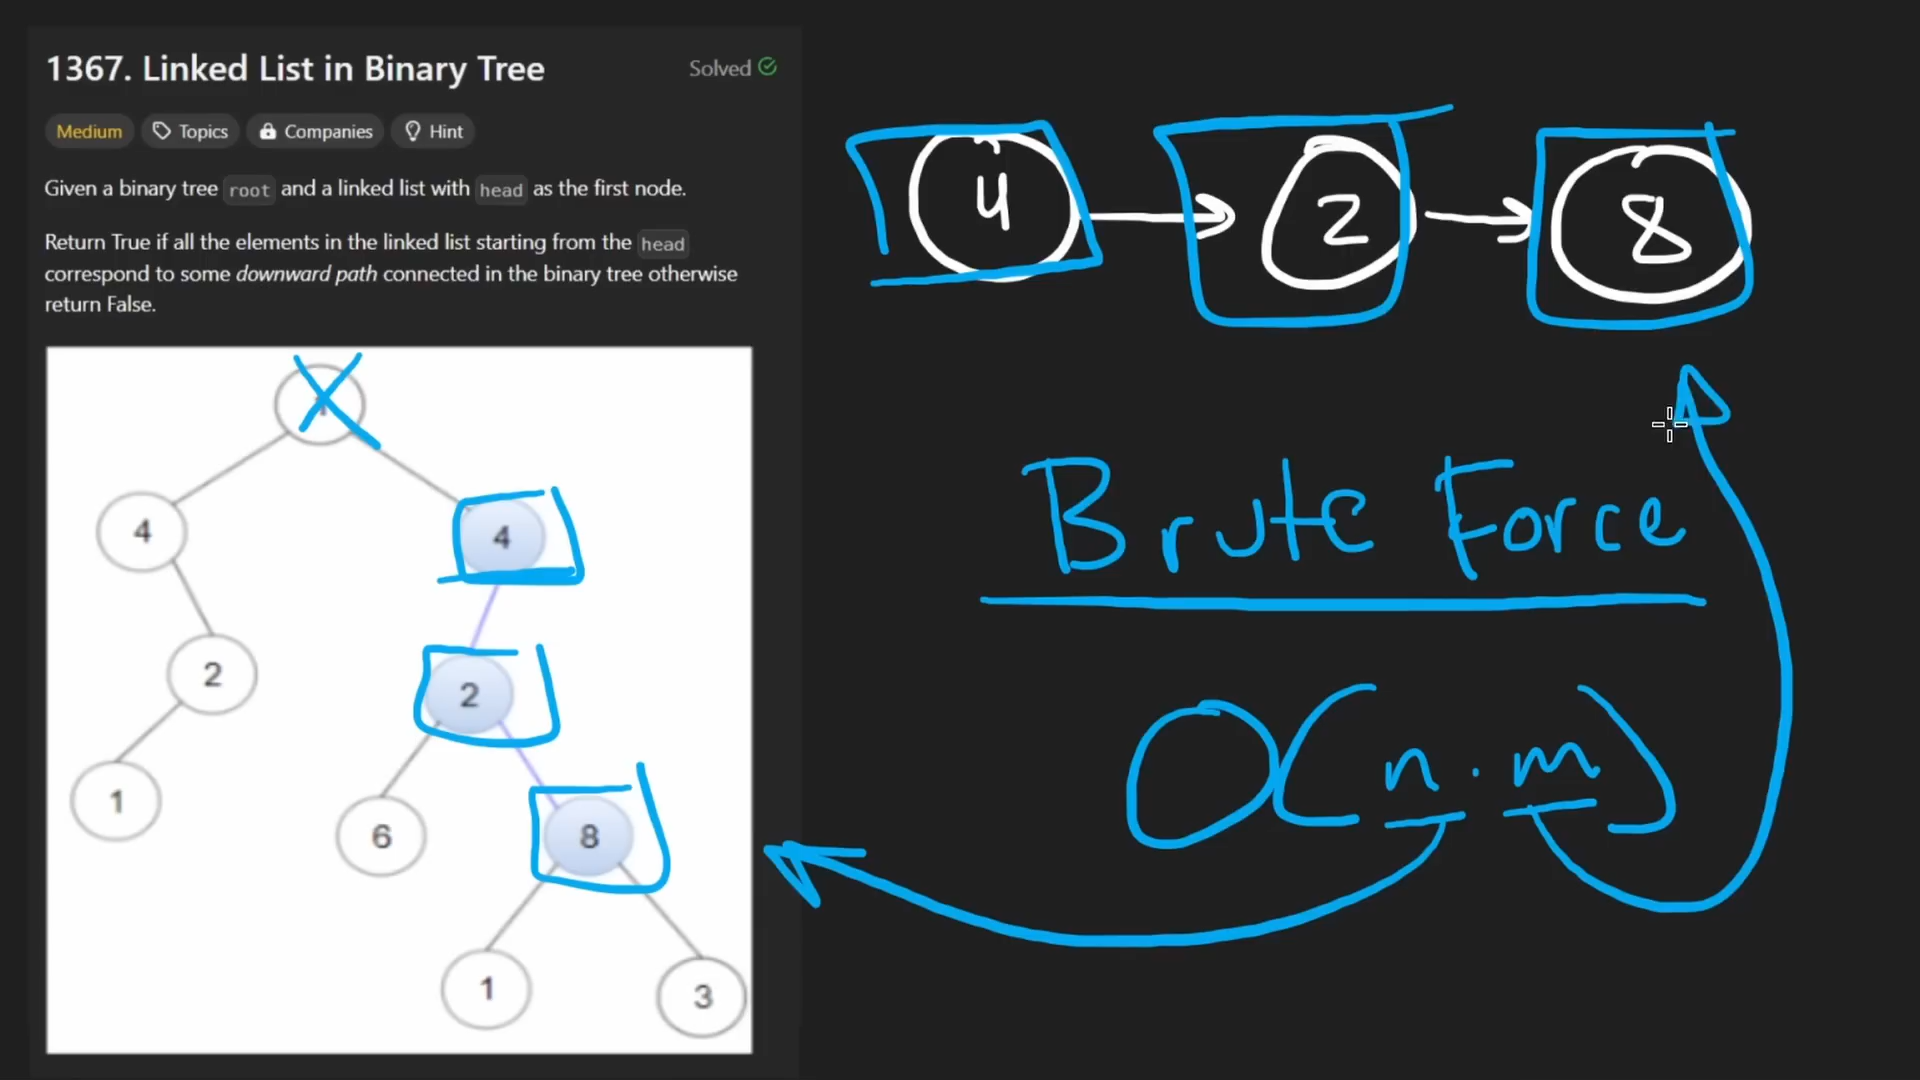 1367. Linked List in Binary Tree
Solved
Medium Topics Companies Hint
Given a binary tree root and a linked list with head as the first node.
Return True if all the elements in the linked list starting from the head
correspond to some downward path connected in the binary tree otherwise
return False.
4
4
2
2
1
6
8
1
3
4 2 8
Brute Force
O(n · m)